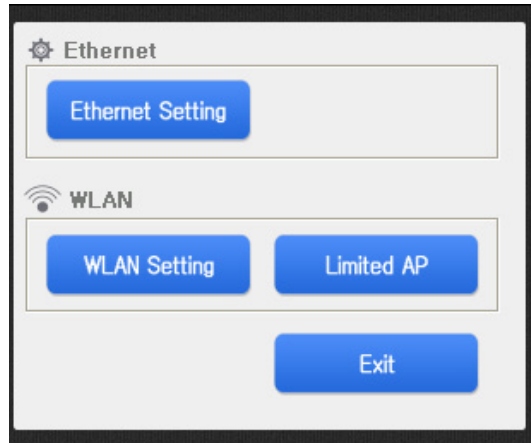 Ethernet
Ethernet Setting
WLAN
WLAN Setting Limited AP
Exit